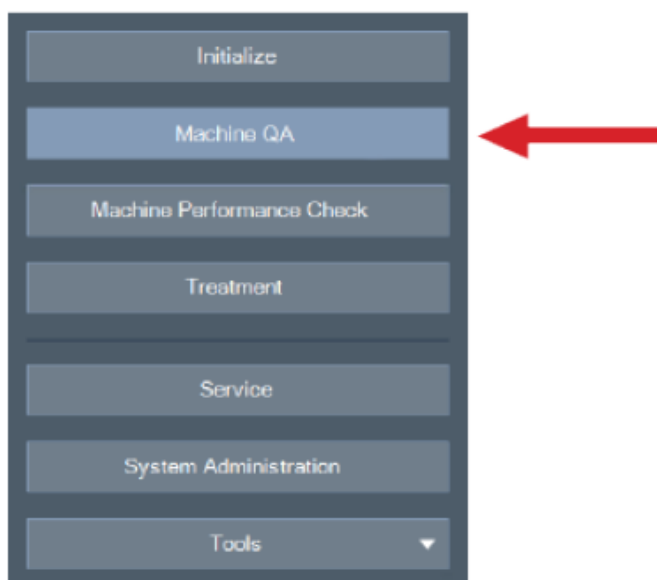 Initialize
Machine QA
Machine Performance Check
Treatment
Service
System Administration
Tools